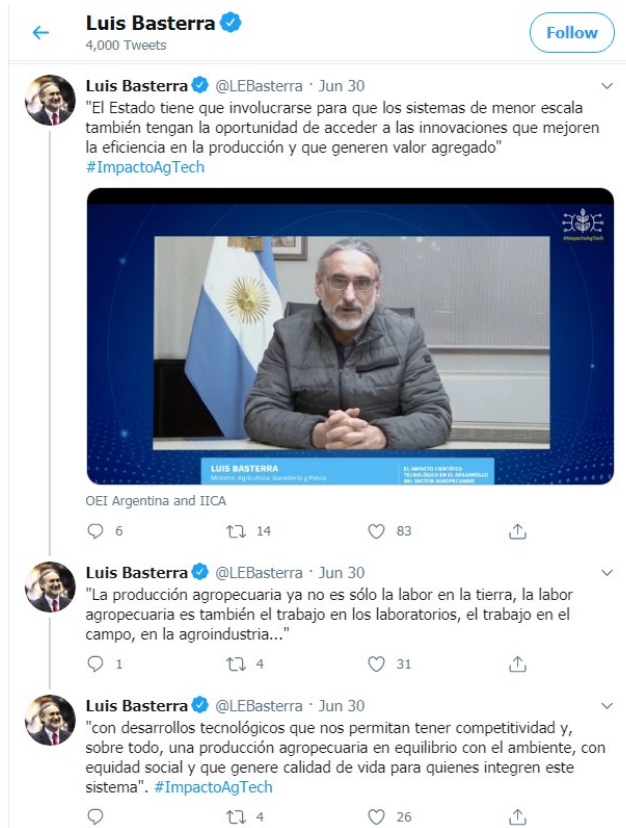 Luis Basterra
4,000 Tweets
Follow
Luis Basterra @LEBasterra · Jun 30
"El Estado tiene que involucrarse para que los sistemas de menor escala
también tengan la oportunidad de acceder a las innovaciones que mejoren
la eficiencia en la producción y que generen valor agregado"
#ImpactoAgTech
#ImpactoAgTech
LUIS BASTERRA
Ministro Agricultura, Ganadería y Pesca
EL IMPACTO CIENTÍFICO
TECNOLÓGICO EN EL DESARROLLO
DEL SECTOR AGROPECUARIO
OEI Argentina and IICA
6 14 83
Luis Basterra @LEBasterra · Jun 30
"La producción agropecuaria ya no es sólo la labor en la tierra, la labor
agropecuaria es también el trabajo en los laboratorios, el trabajo en el
campo, en la agroindustria..."
1 4 31
Luis Basterra @LEBasterra · Jun 30
"con desarrollos tecnológicos que nos permitan tener competitividad y,
sobre todo, una producción agropecuaria en equilibrio con el ambiente, con
equidad social y que genere calidad de vida para quienes integren este
sistema". #ImpactoAgTech
4 26